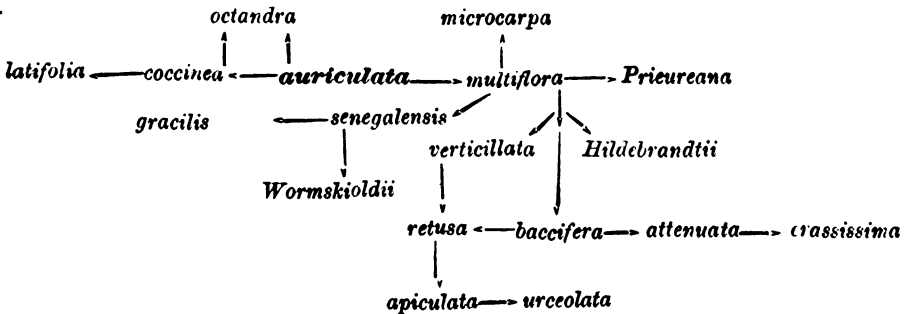 octandra microcarpa
latifolia coccinea auriculata multiflora Prieureana
gracilis senegalensis
verticillata Hildebrandtii
Wormskioldii
retusa baccifera attenuata crassissima
apiculata urceolata